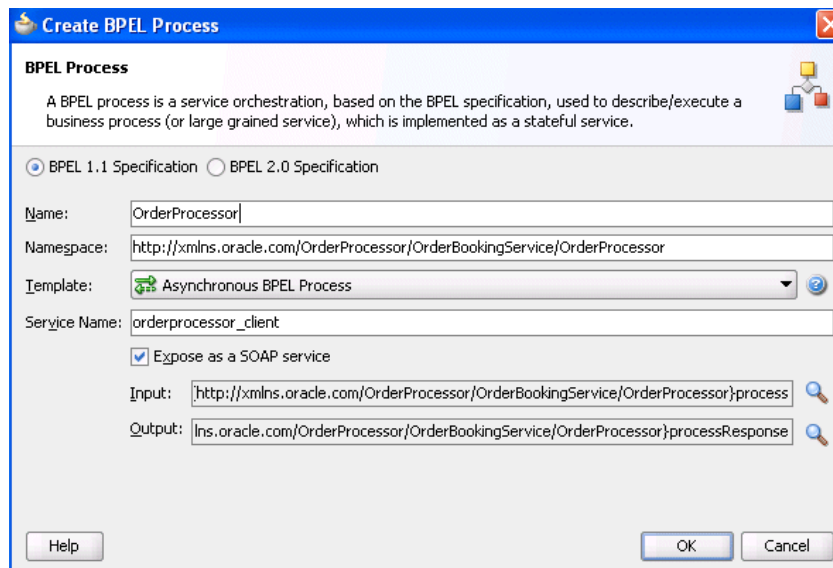 Create BPEL Process
BPEL Process
A BPEL process is a service orchestration, based on the BPEL specification, used to describe/execute a
business process (or large grained service), which is implemented as a stateful service.
BPEL 1.1 Specification BPEL 2.0 Specification
Name: OrderProcessor
Namespace: http://xmlns.oracle.com/OrderProcessor/OrderBookingService/OrderProcessor
Template: Asynchronous BPEL Process
Service Name: orderprocessor_client
Expose as a SOAP service
Input: http://xmlns.oracle.com/OrderProcessor/OrderBookingService/OrderProcessor}process
Output: lns.oracle.com/OrderProcessor/OrderBookingService/OrderProcessor}processResponse
Help OK Cancel